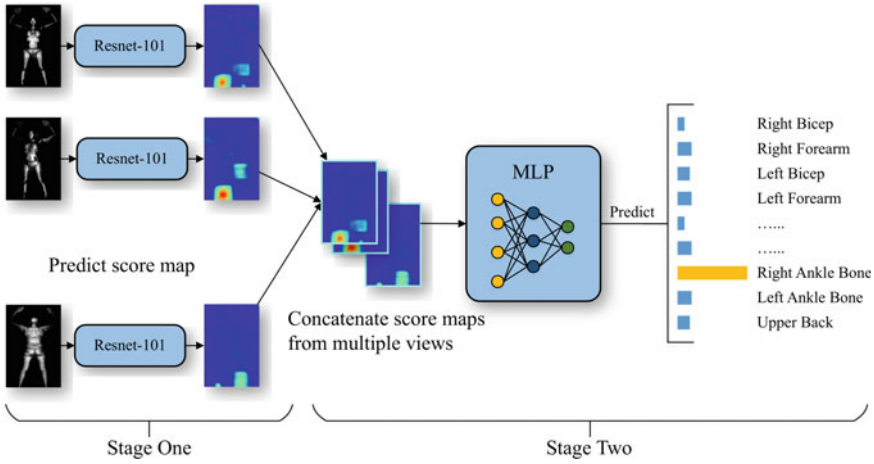 Resnet-101
Resnet-101
Predict score map
Resnet-101
Concatenate score maps
from multiple views
MLP
Predict
Right Bicep
Right Forearm
Left Bicep
Left Forearm
…...
…...
Right Ankle Bone
Left Ankle Bone
Upper Back
Stage One
Stage Two